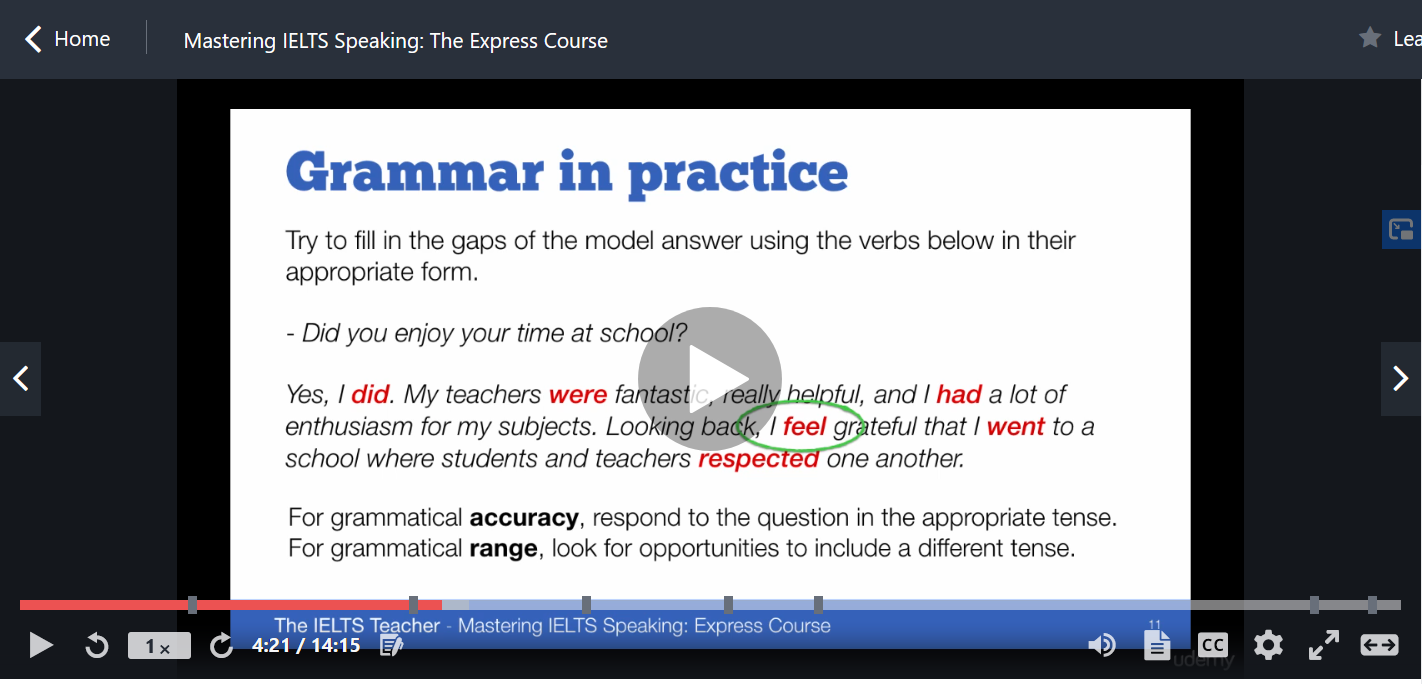 Home
Mastering IELTS Speaking: The Express Course
Lea
Grammar in practice
Try to fill in the gaps of the model answer using the verbs below in their
appropriate form.
- Did you enjoy your time at school?
Yes, I did. My teachers were fantastic, really helpful, and I had a lot of
enthusiasm for my subjects. Looking back, I feel grateful that I went to a
school where students and teachers respected one another.
For grammatical accuracy, respond to the question in the appropriate tense.
For grammatical range, look for opportunities to include a different tense.
The IELTS Teacher - Mastering IELTS Speaking: Express Course
11
1 x
4:21 / 14:15
CC
udemy